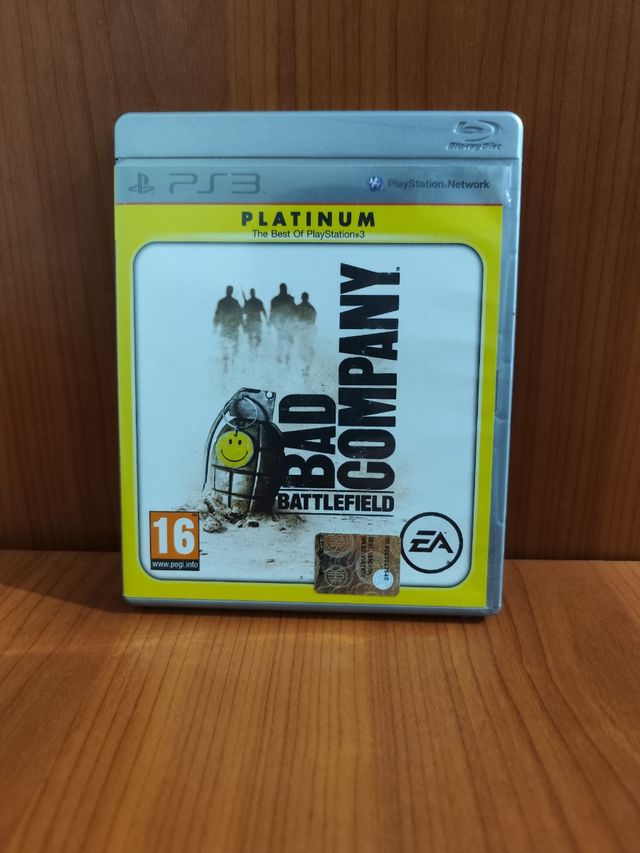 Blu-ray Disc
PS3
PlayStation®Network
PLATINUM
The Best Of PlayStation®3
BAD
COMPANY™
BATTLEFIELD
16
www.pegi.info
EA